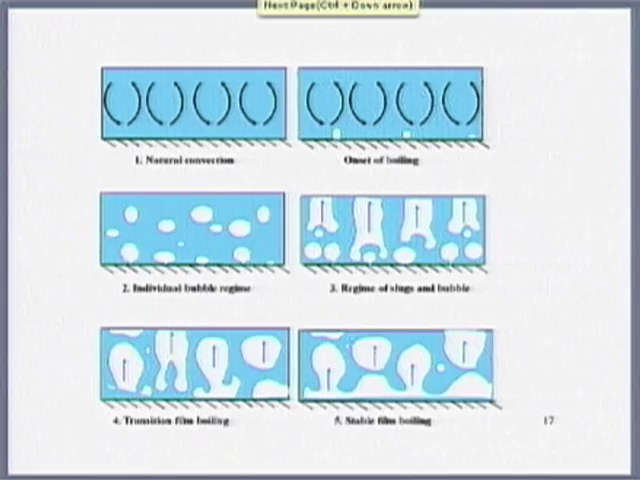 Next Page(Ctrl + Down arrow)
1. Natural convection
Onset of boiling
2. Individual bubble regime
3. Regime of slugs and bubble
4. Transition film boiling
5. Stable film boiling
17